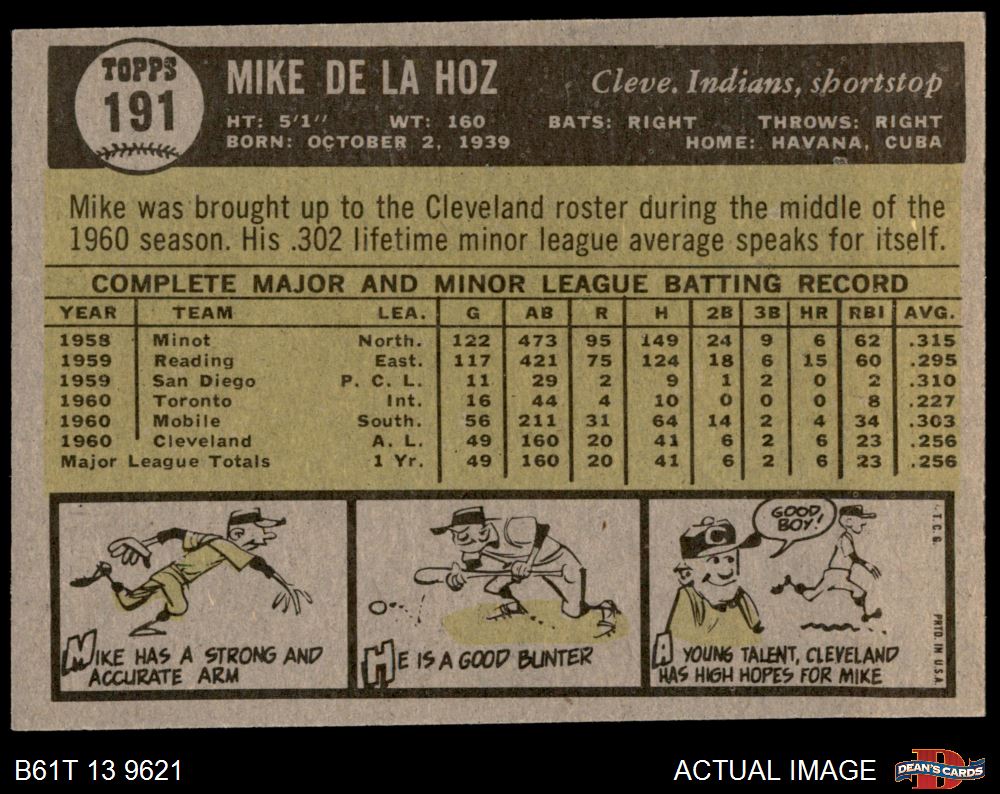 TOPPS
191
MIKE DE LA HOZ
Cleve. Indians, shortstop
HT: 5'1" WT: 160 BATS: RIGHT THROWS: RIGHT
BORN: OCTOBER 2, 1939 HOME: HAVANA, CUBA
Mike was brought up to the Cleveland roster during the middle of the
1960 season. His .302 lifetime minor league average speaks for itself.
COMPLETE MAJOR AND MINOR LEAGUE BATTING RECORD
YEAR TEAM LEA. G AB R H 2B 3B HR RBI AVG.
1958 Minot North. 122 473 95 149 24 9 6 62 .315
1959 Reading East. 117 421 75 124 18 6 15 60 .295
1959 San Diego P. C. L. 11 29 2 9 1 2 0 2 .310
1960 Toronto Int. 16 44 4 10 0 0 0 8 .227
1960 Mobile South. 56 211 31 64 14 2 4 34 .303
1960 Cleveland A. L. 49 160 20 41 6 2 6 23 .256
Major League Totals 1 Yr. 49 160 20 41 6 2 6 23 .256
MIKE HAS A STRONG AND
ACCURATE ARM
HE IS A GOOD BUNTER
GOOD
BOY!
C
A YOUNG TALENT, CLEVELAND
HAS HIGH HOPES FOR MIKE
T. C. G.
PRTD. IN U.S.A.
B61T 13 9621
ACTUAL IMAGE
DEAN'S CARDS